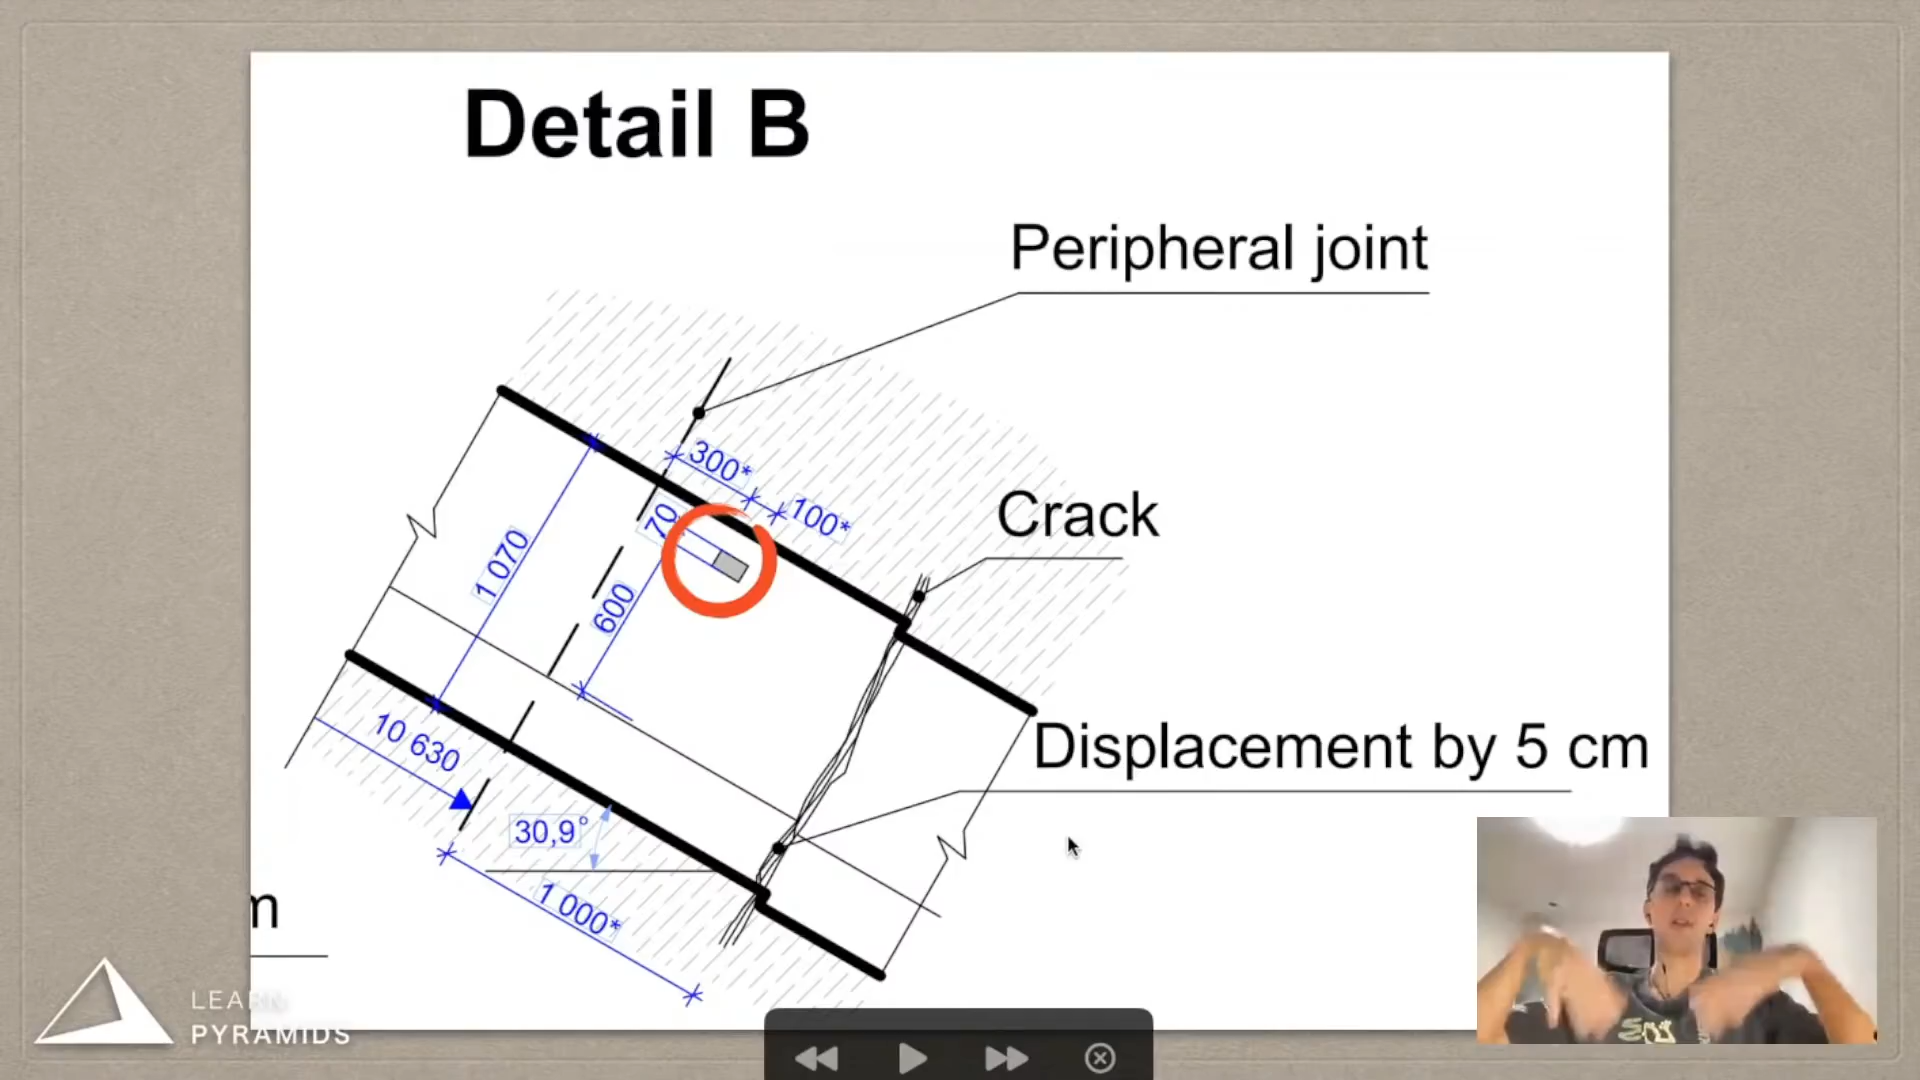 Detail B
Peripheral joint
300*
100*
70
Crack
1 070
600
Displacement by 5 cm
10 630
30,9°
1 000*
m
LEARN
PYRAMIDS